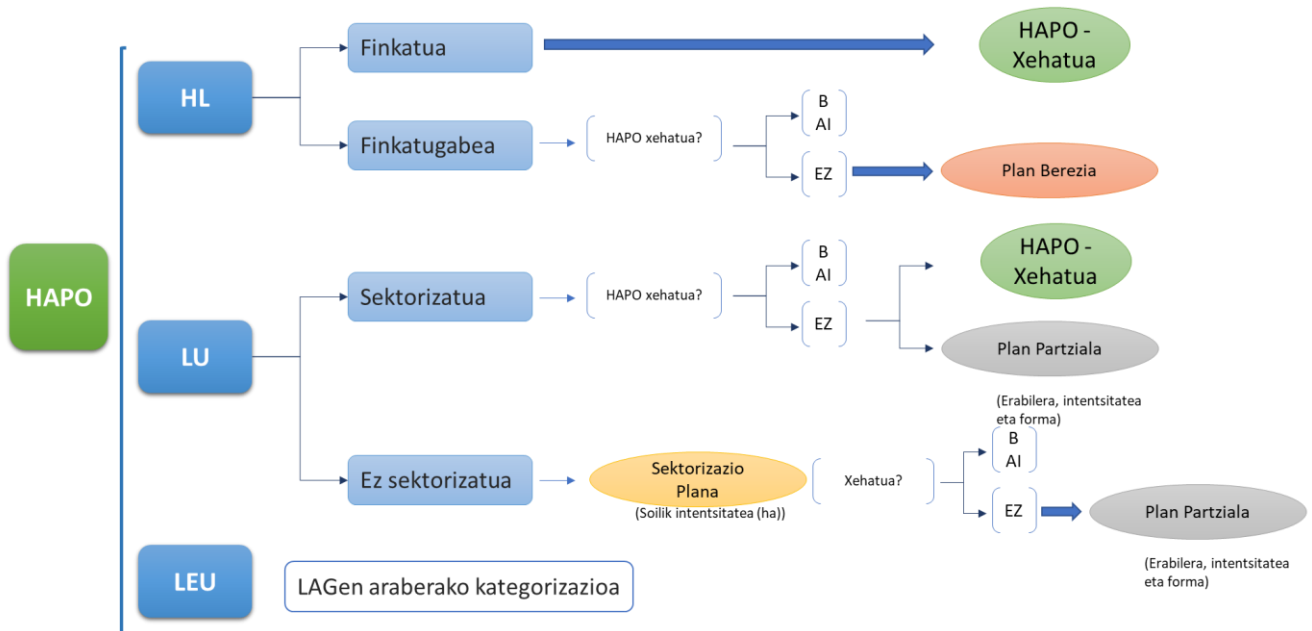 HAPO
HL
Finkatua
HAPO -
Xehatua
Finkatugabea
HAPO xehatua?
B
AI
EZ
Plan Berezia
LU
Sektorizatua
HAPO xehatua?
B
AI
EZ
HAPO -
Xehatua
Plan Partziala
(Erabilera, intentsitatea
eta forma)
Ez sektorizatua
Sektorizazio
Plana
(Soilik intentsitatea (ha))
Xehatua?
B
AI
EZ
Plan Partziala
(Erabilera, intentsitatea
eta forma)
LEU
LAGen araberako kategorizazioa